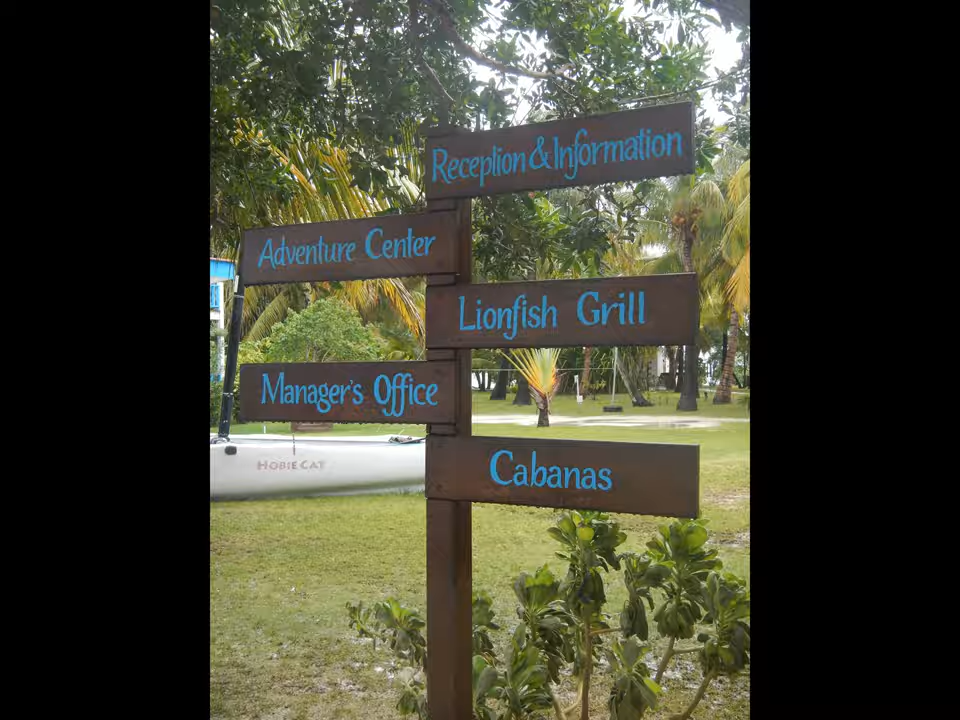 Reception & Information
Adventure Center
Lionfish Grill
Manager's Office
Cabanas
HOBIE CAT